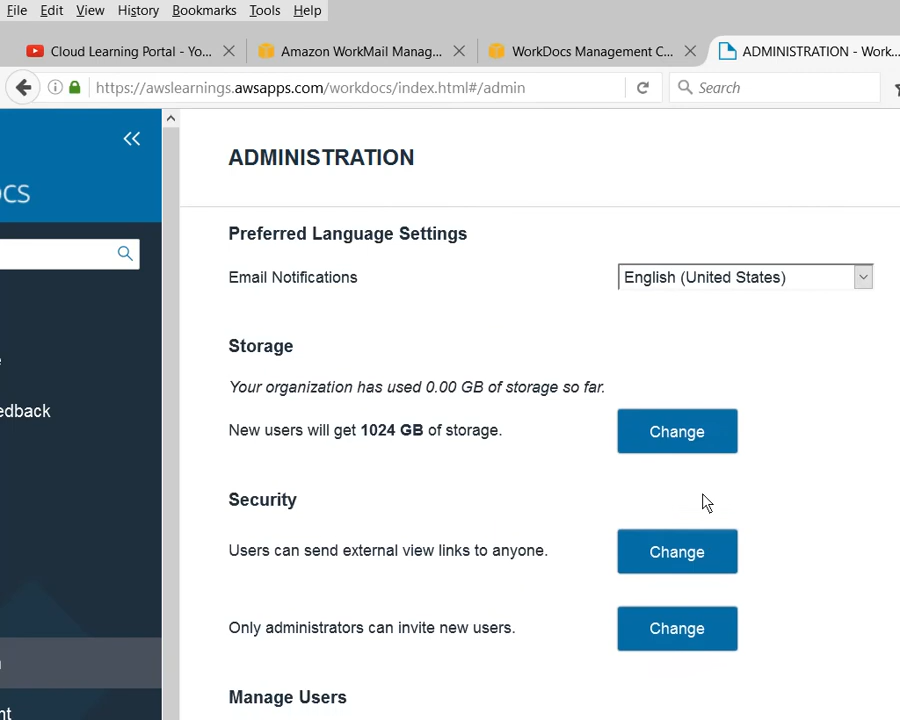 File Edit View History Bookmarks Tools Help
Cloud Learning Portal - Yo... Amazon WorkMail Manag... WorkDocs Management C... ADMINISTRATION - Work...
https://awslearnings.awsapps.com/workdocs/index.html#/admin Search
ADMINISTRATION
CS
Preferred Language Settings
Email Notifications English (United States)
Storage
Your organization has used 0.00 GB of storage so far.
edback
New users will get 1024 GB of storage. Change
Security
Users can send external view links to anyone. Change
Only administrators can invite new users. Change
Manage Users
nt